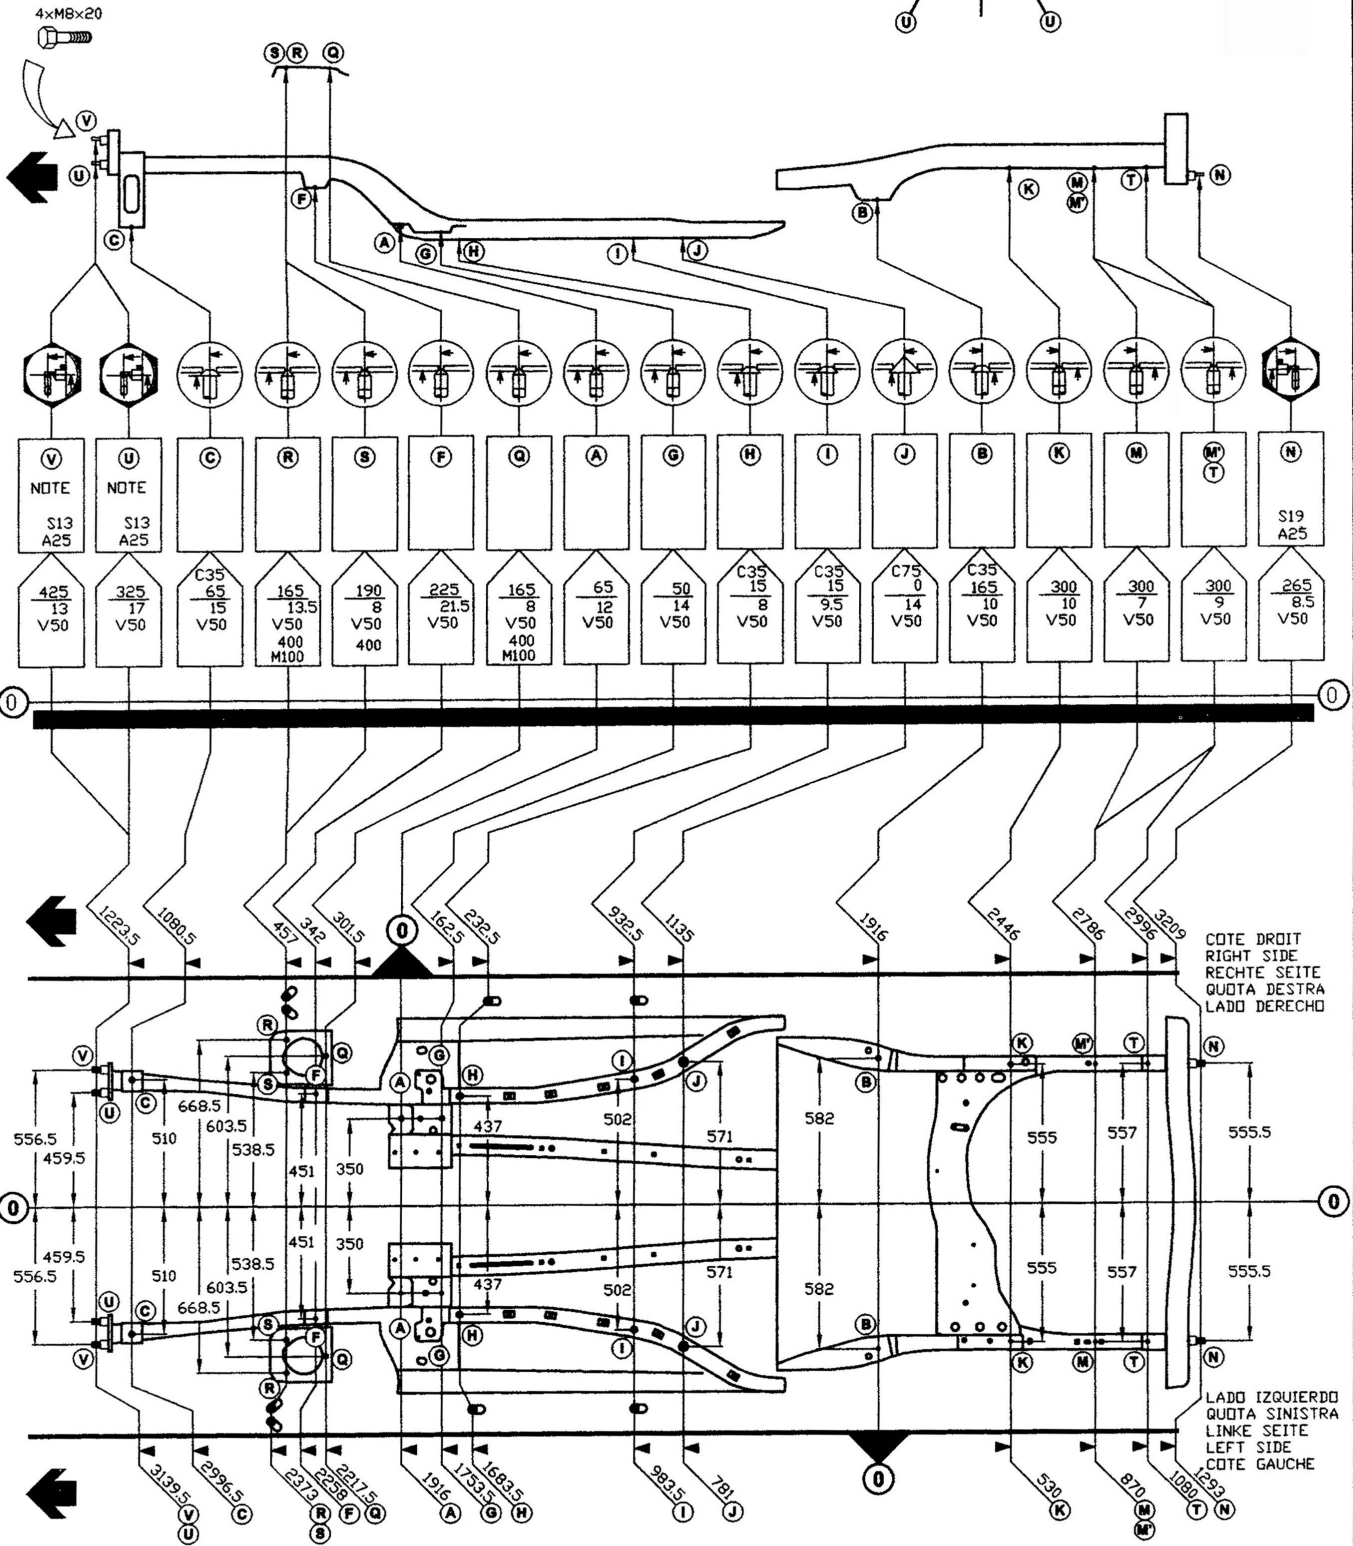 4xM8x20
U U
S R Q
V
U
C
F
A
G H
I
J
B
K
M
M'
T
N
V U C R S F Q A G H I J B K M M' N
T
NOTE NOTE
S13 S13 S19
A25 A25 A25
C35 C35 C35 C75 C35
425 325 65 165 190 225 165 65 50 15 15 0 165 300 300 300 265
13 17 15 13.5 8 21.5 8 12 14 8 9.5 14 10 10 7 9 8.5
V50 V50 V50 V50 V50 V50 V50 V50 V50 V50 V50 V50 V50 V50 V50 V50 V50
400 400 400
M100 M100
0 0
1223.5 1080.5 457 342 301.5 0 162.5 232.5 932.5 1135 1916 2446 2786 2996 3209
COTE DROIT
RIGHT SIDE
RECHTE SEITE
QUOTA DESTRA
LADO DERECHO
R
V S F Q G H I J K M' T N
U C A B
668.5
603.5
556.5 459.5 510 538.5 451 350 437 502 571 582 555 557 555.5
0 0
459.5 538.5 451 350
556.5 510 603.5 437 502 571 582 555 557 555.5
668.5
U C S F A H I J B K M T N
V R Q G
LADO IZQUIERDO
QUOTA SINISTRA
LINKE SEITE
LEFT SIDE
COTE GAUCHE
0
3139.5 2996.5 2373 2258 2217.5 1916 1753.5 1683.5 983.5 781 530 870 1080 1293
V C R F Q A G H I J K M T N
U S M'